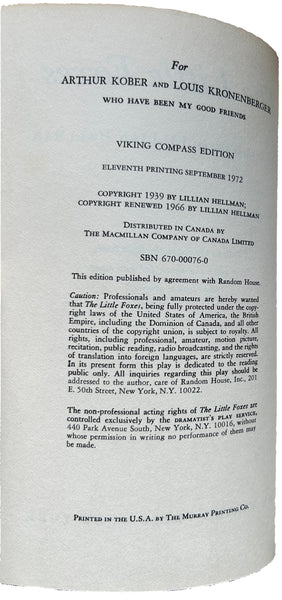 For
ARTHUR KOBER AND LOUIS KRONENBERGER
WHO HAVE BEEN MY GOOD FRIENDS
VIKING COMPASS EDITION
ELEVENTH PRINTING SEPTEMBER 1972
COPYRIGHT 1939 BY LILLIAN HELLMAN;
COPYRIGHT RENEWED 1966 BY LILLIAN HELLMAN
DISTRIBUTED IN CANADA BY
THE MACMILLAN COMPANY OF CANADA LIMITED
SBN 670-00076-0
This edition published by agreement with Random House.
Caution: Professionals and amateurs are hereby warned
that The Little Foxes, being fully protected under the copy-
right laws of the United States of America, the British
Empire, including the Dominion of Canada, and all other
countries of the copyright union, is subject to royalty. All
rights, including professional, amateur, motion picture,
recitation, public reading, radio broadcasting, and the rights
of translation into foreign languages, are strictly reserved.
In its present form this play is dedicated to the reading
public only. All inquiries regarding this play should be
addressed to the author, care of Random House, Inc., 201
E. 50th Street, New York, N.Y. 10022.
The non-professional acting rights of The Little Foxes are
controlled exclusively by the DRAMATIST'S PLAY SERVICE,
440 Park Avenue South, New York, N.Y. 10016, without
whose permission in writing no performance of them may
be made.
PRINTED IN THE U.S.A. BY THE MURRAY PRINTING CO.